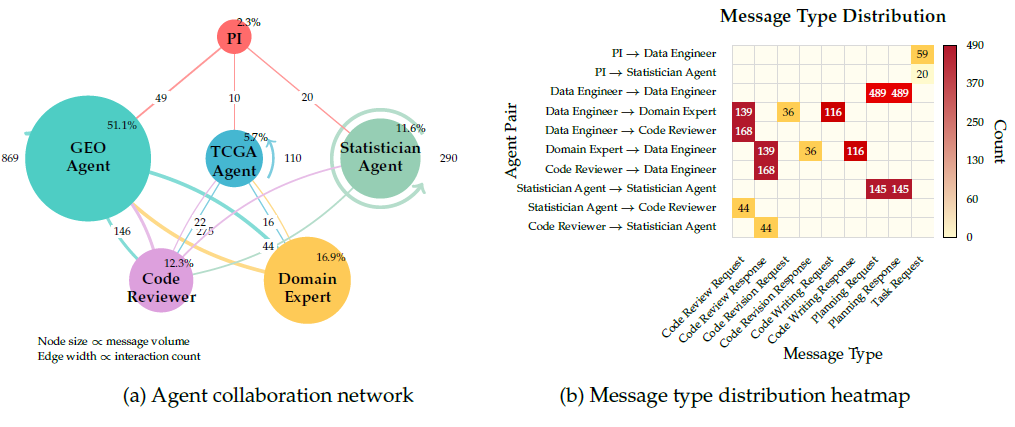 2.3%
PI
49
10
20
51.1%
GEO
Agent
869
5.7%
TCGA
Agent
110
11.6%
Statistician
Agent
290
146
22
275
16
44
12.3%
Code
Reviewer
16.9%
Domain
Expert
Node size ∝ message volume
Edge width ∝ interaction count
(a) Agent collaboration network
Message Type Distribution
Agent Pair
PI → Data Engineer
59
PI → Statistician Agent
20
Data Engineer → Data Engineer
489 489
Data Engineer → Domain Expert
139 36 116
Data Engineer → Code Reviewer
168
Domain Expert → Data Engineer
139 36 116
Code Reviewer → Data Engineer
168
Statistician Agent → Statistician Agent
145 145
Statistician Agent → Code Reviewer
44
Code Reviewer → Statistician Agent
44
Code Review Request
Code Review Response
Code Revision Request
Code Revision Response
Code Writing Request
Code Writing Response
Planning Request
Planning Response
Task Request
Message Type
490
370
250
130
60
0
Count
(b) Message type distribution heatmap